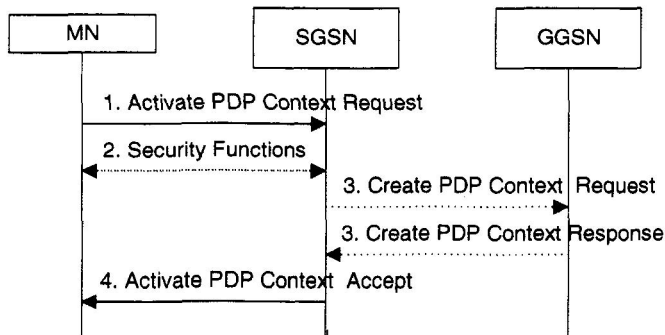 MN
SGSN
GGSN
1. Activate PDP Context Request
2. Security Functions
3. Create PDP Context Request
3. Create PDP Context Response
4. Activate PDP Context Accept